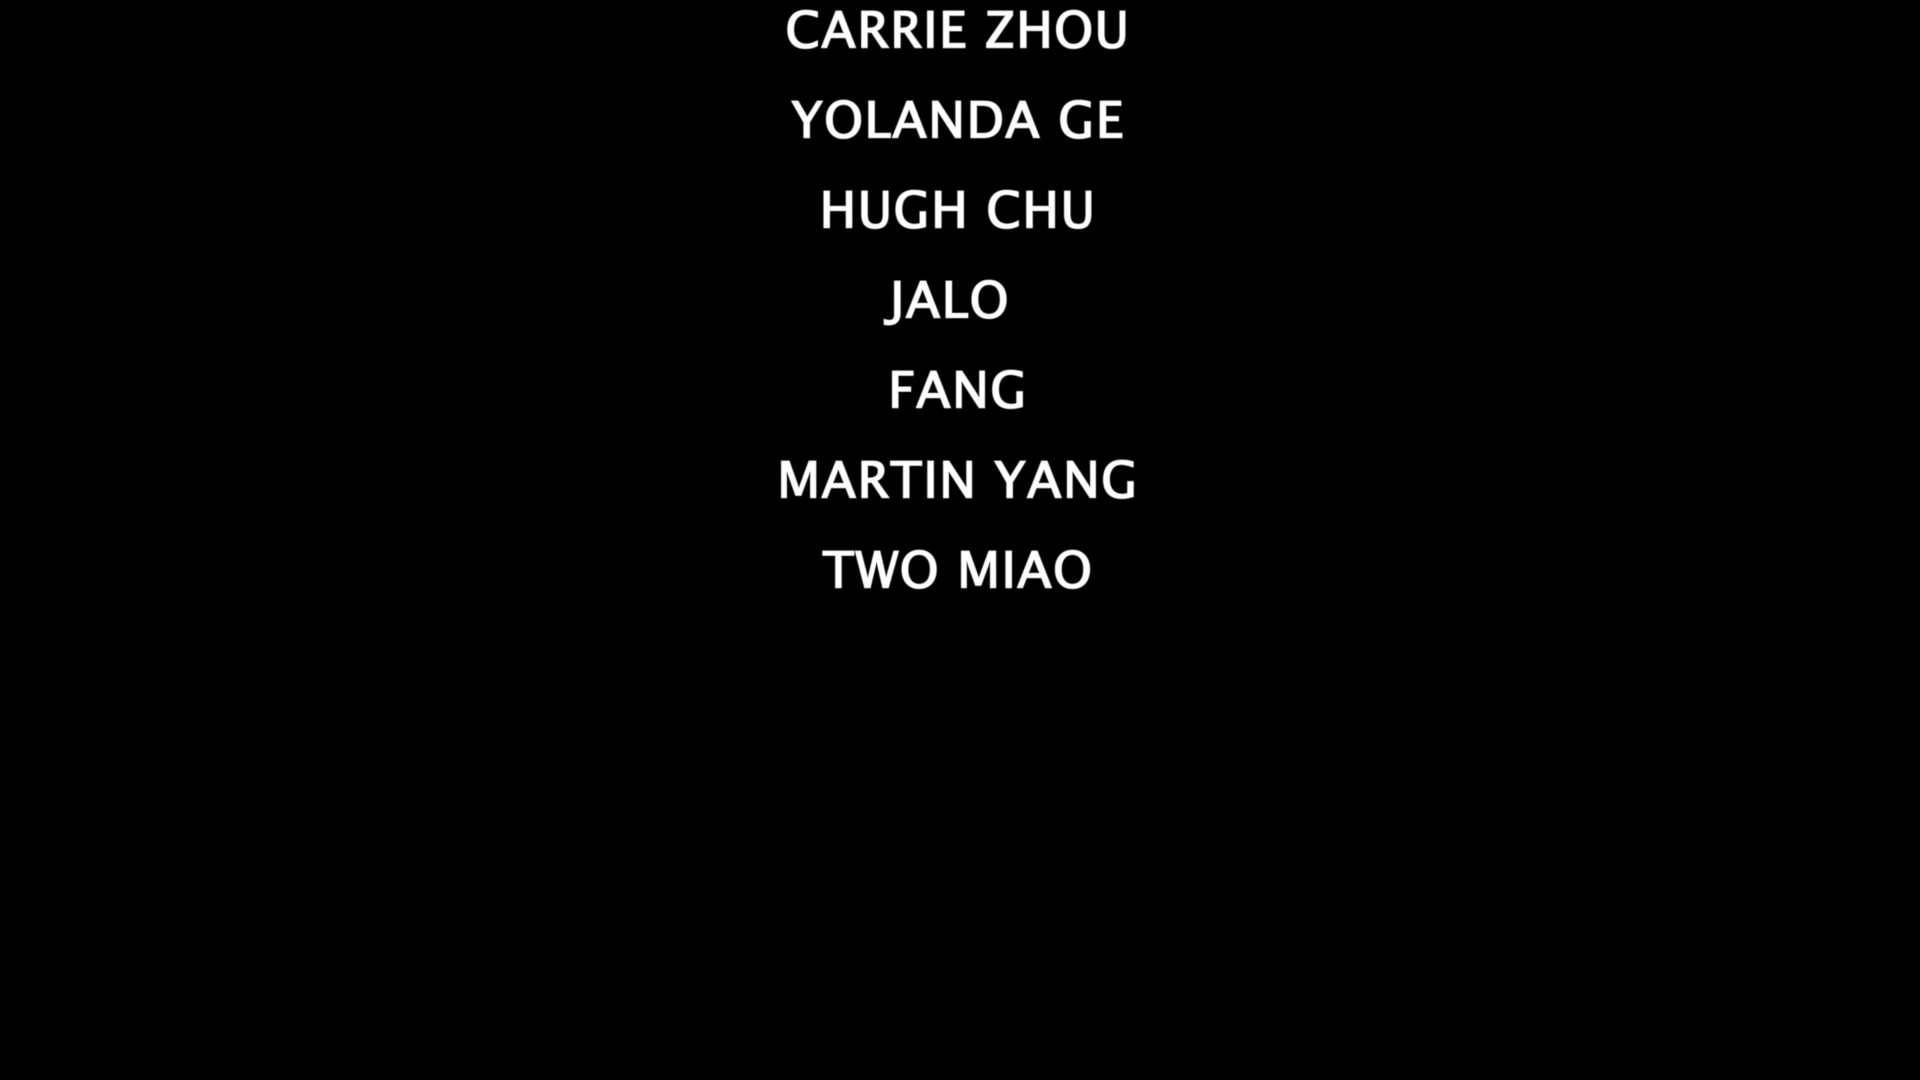 CARRIE ZHOU
YOLANDA GE
HUGH CHU
JALO
FANG
MARTIN YANG
TWO MIAO